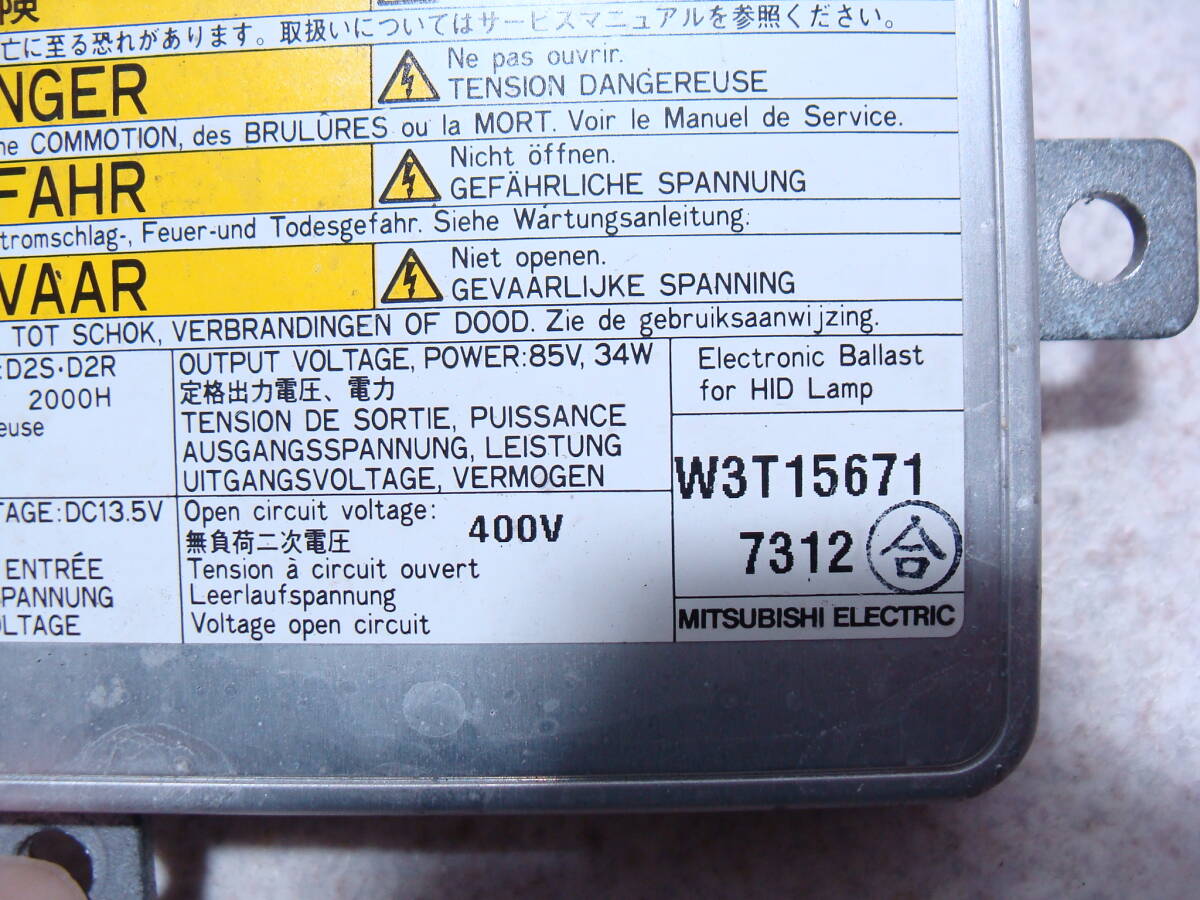 険
亡に至る恐れがあります。取扱いについてはサービスマニュアルを参照ください。
NGER
Ne pas ouvrir.
TENSION DANGEREUSE
ne COMMOTION, des BRULÛRES ou la MORT. Voir le Manuel de Service.
FAHR
Nicht öffnen.
GEFÄHRLICHE SPANNUNG
tromschlag-, Feuer-und Todesgefahr. Siehe Wartungsanleitung.
VAAR
Niet openen.
GEVAARLIJKE SPANNING
TOT SCHOK, VERBRANDINGEN OF DOOD. Zie de gebruiksaanwijzing.
:D2S·D2R
2000H
euse
OUTPUT VOLTAGE, POWER:85V, 34W
定格出力電圧、電力
TENSION DE SORTIE, PUISSANCE
AUSGANGSSPANNUNG, LEISTUNG
UITGANGSVOLTAGE, VERMOGEN
Electronic Ballast
for HID Lamp
W3T15671
7312 合
MITSUBISHI ELECTRIC
TAGE:DC13.5V
ENTRÉE
PANNUNG
OLTAGE
Open circuit voltage: 400V
無負荷二次電圧
Tension à circuit ouvert
Leerlaufspannung
Voltage open circuit